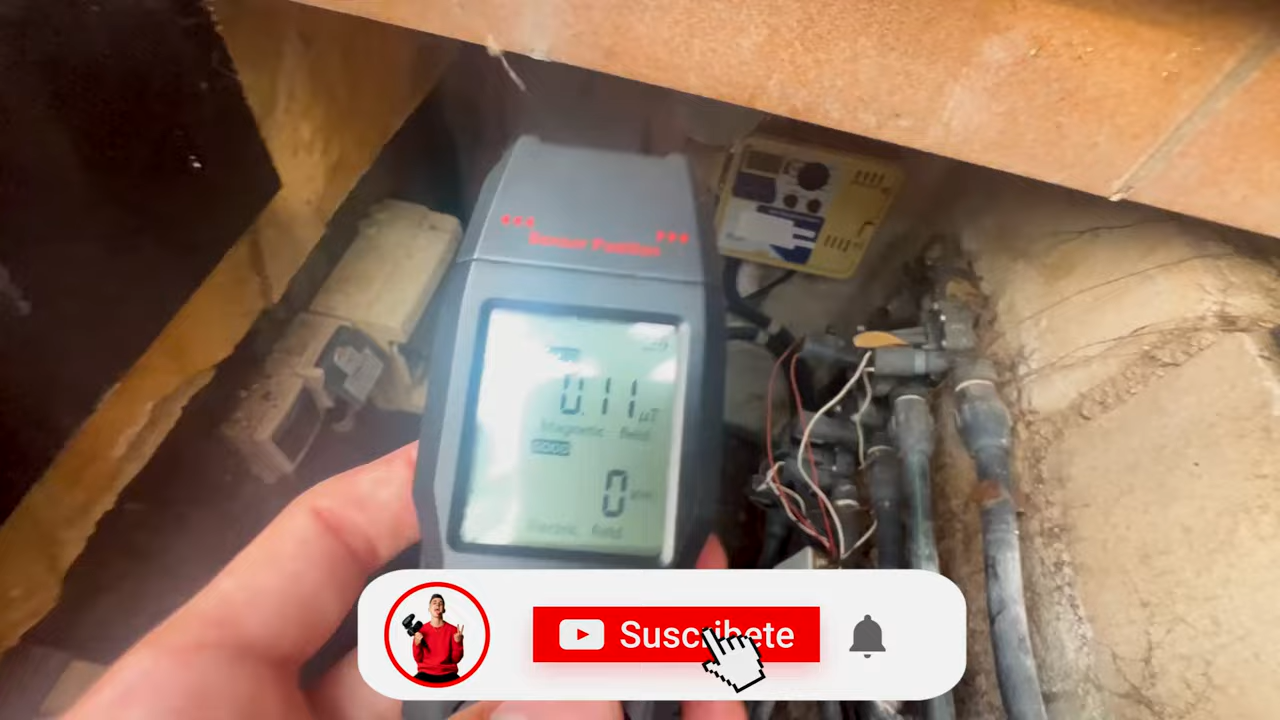 Sensor Position
0.11 µT
Magnetic field
0
Electric field
Suscríbete